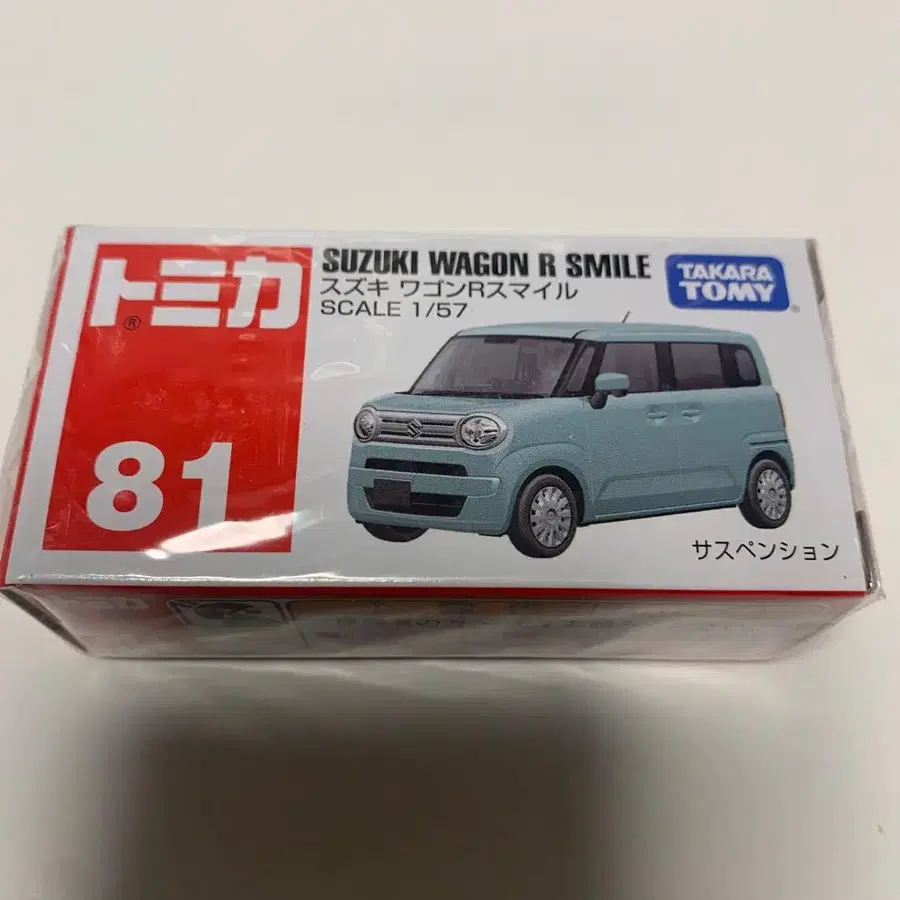 トミカ
®
81
SUZUKI WAGON R SMILE
スズキ ワゴンRスマイル
SCALE 1/57
TAKARA
TOMY
®
サスペンション